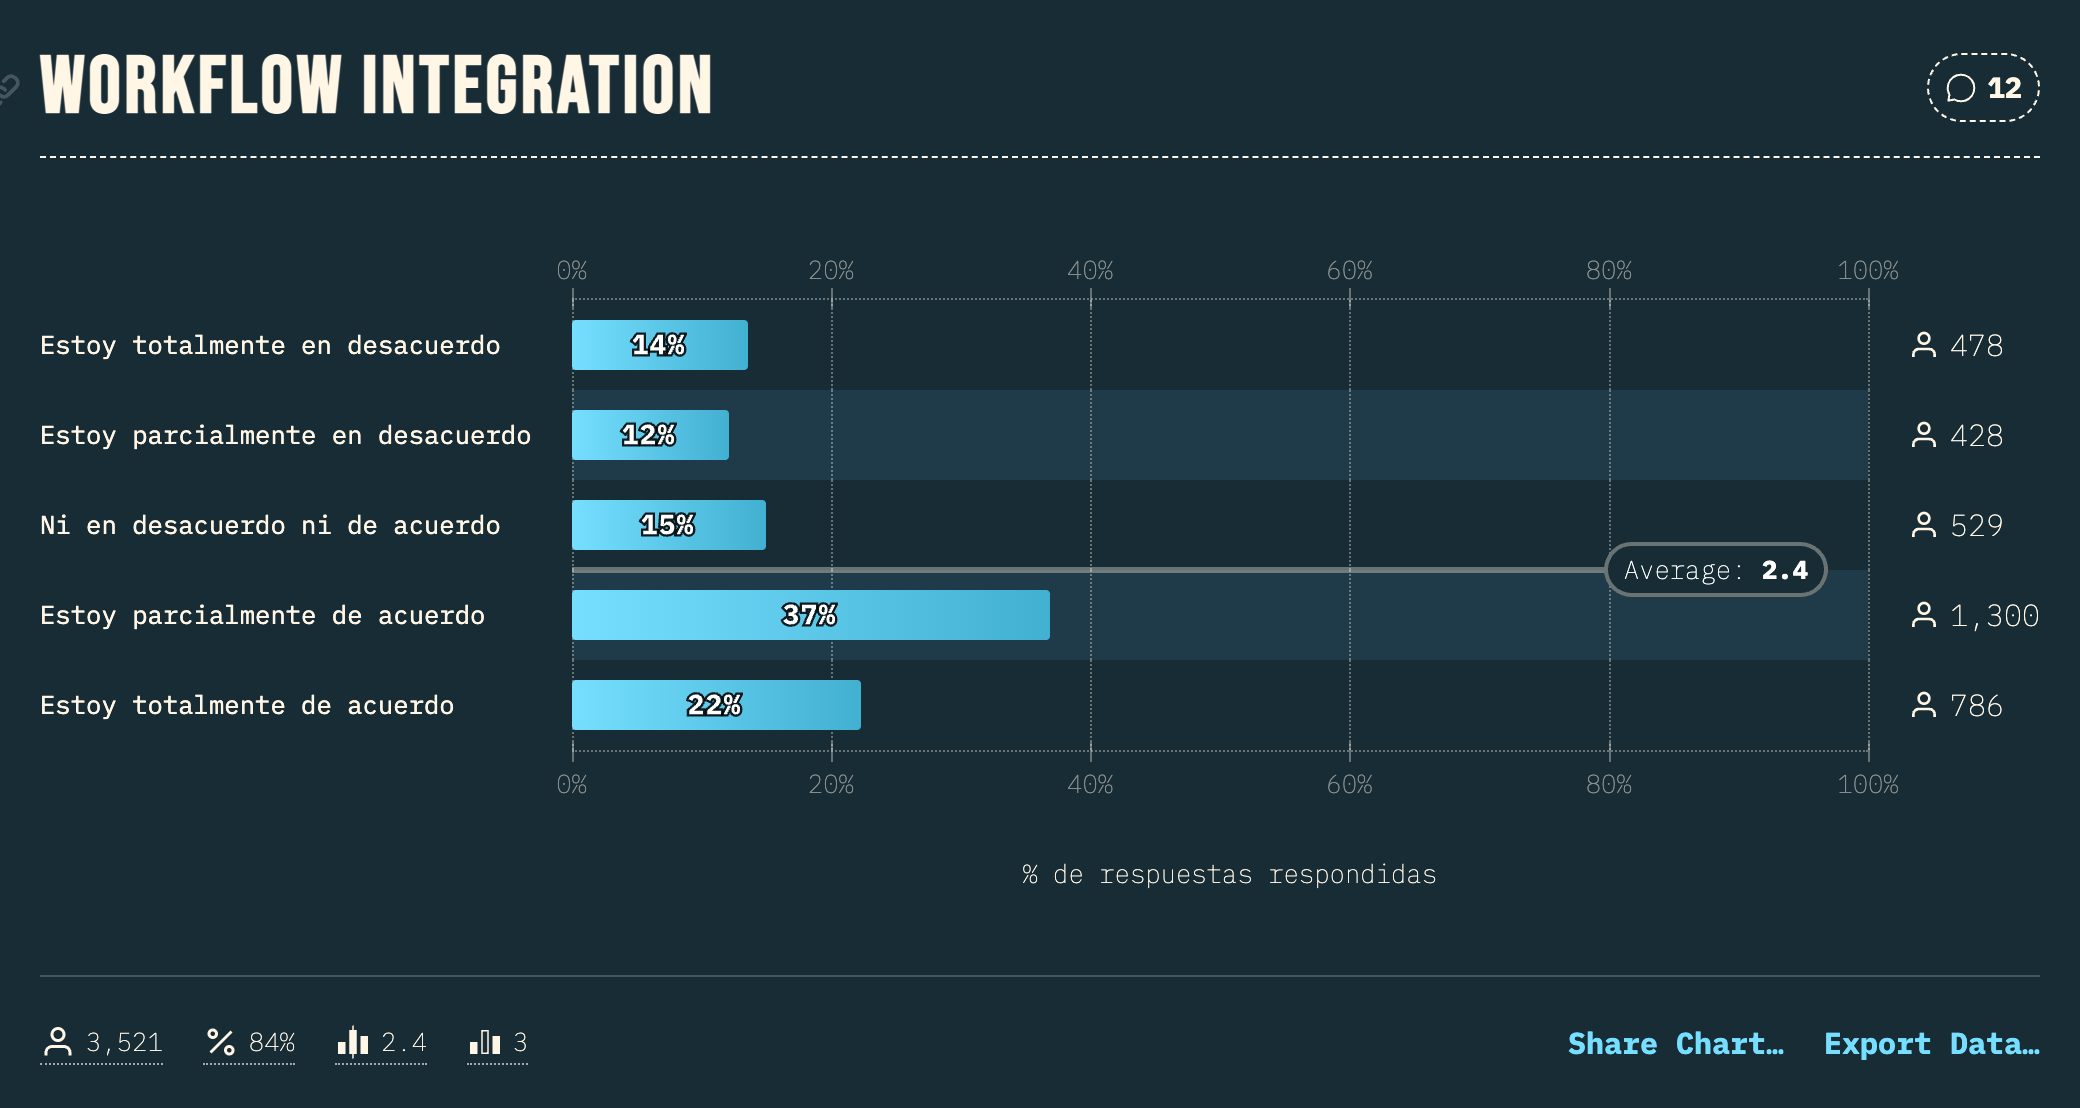 WORKFLOW INTEGRATION
12
0% 20% 40% 60% 80% 100%
Estoy totalmente en desacuerdo 14% 478
Estoy parcialmente en desacuerdo 12% 428
Ni en desacuerdo ni de acuerdo 15% 529
Average: 2.4
Estoy parcialmente de acuerdo 37% 1,300
Estoy totalmente de acuerdo 22% 786
0% 20% 40% 60% 80% 100%
% de respuestas respondidas
3,521 84% 2.4 3 Share Chart… Export Data…